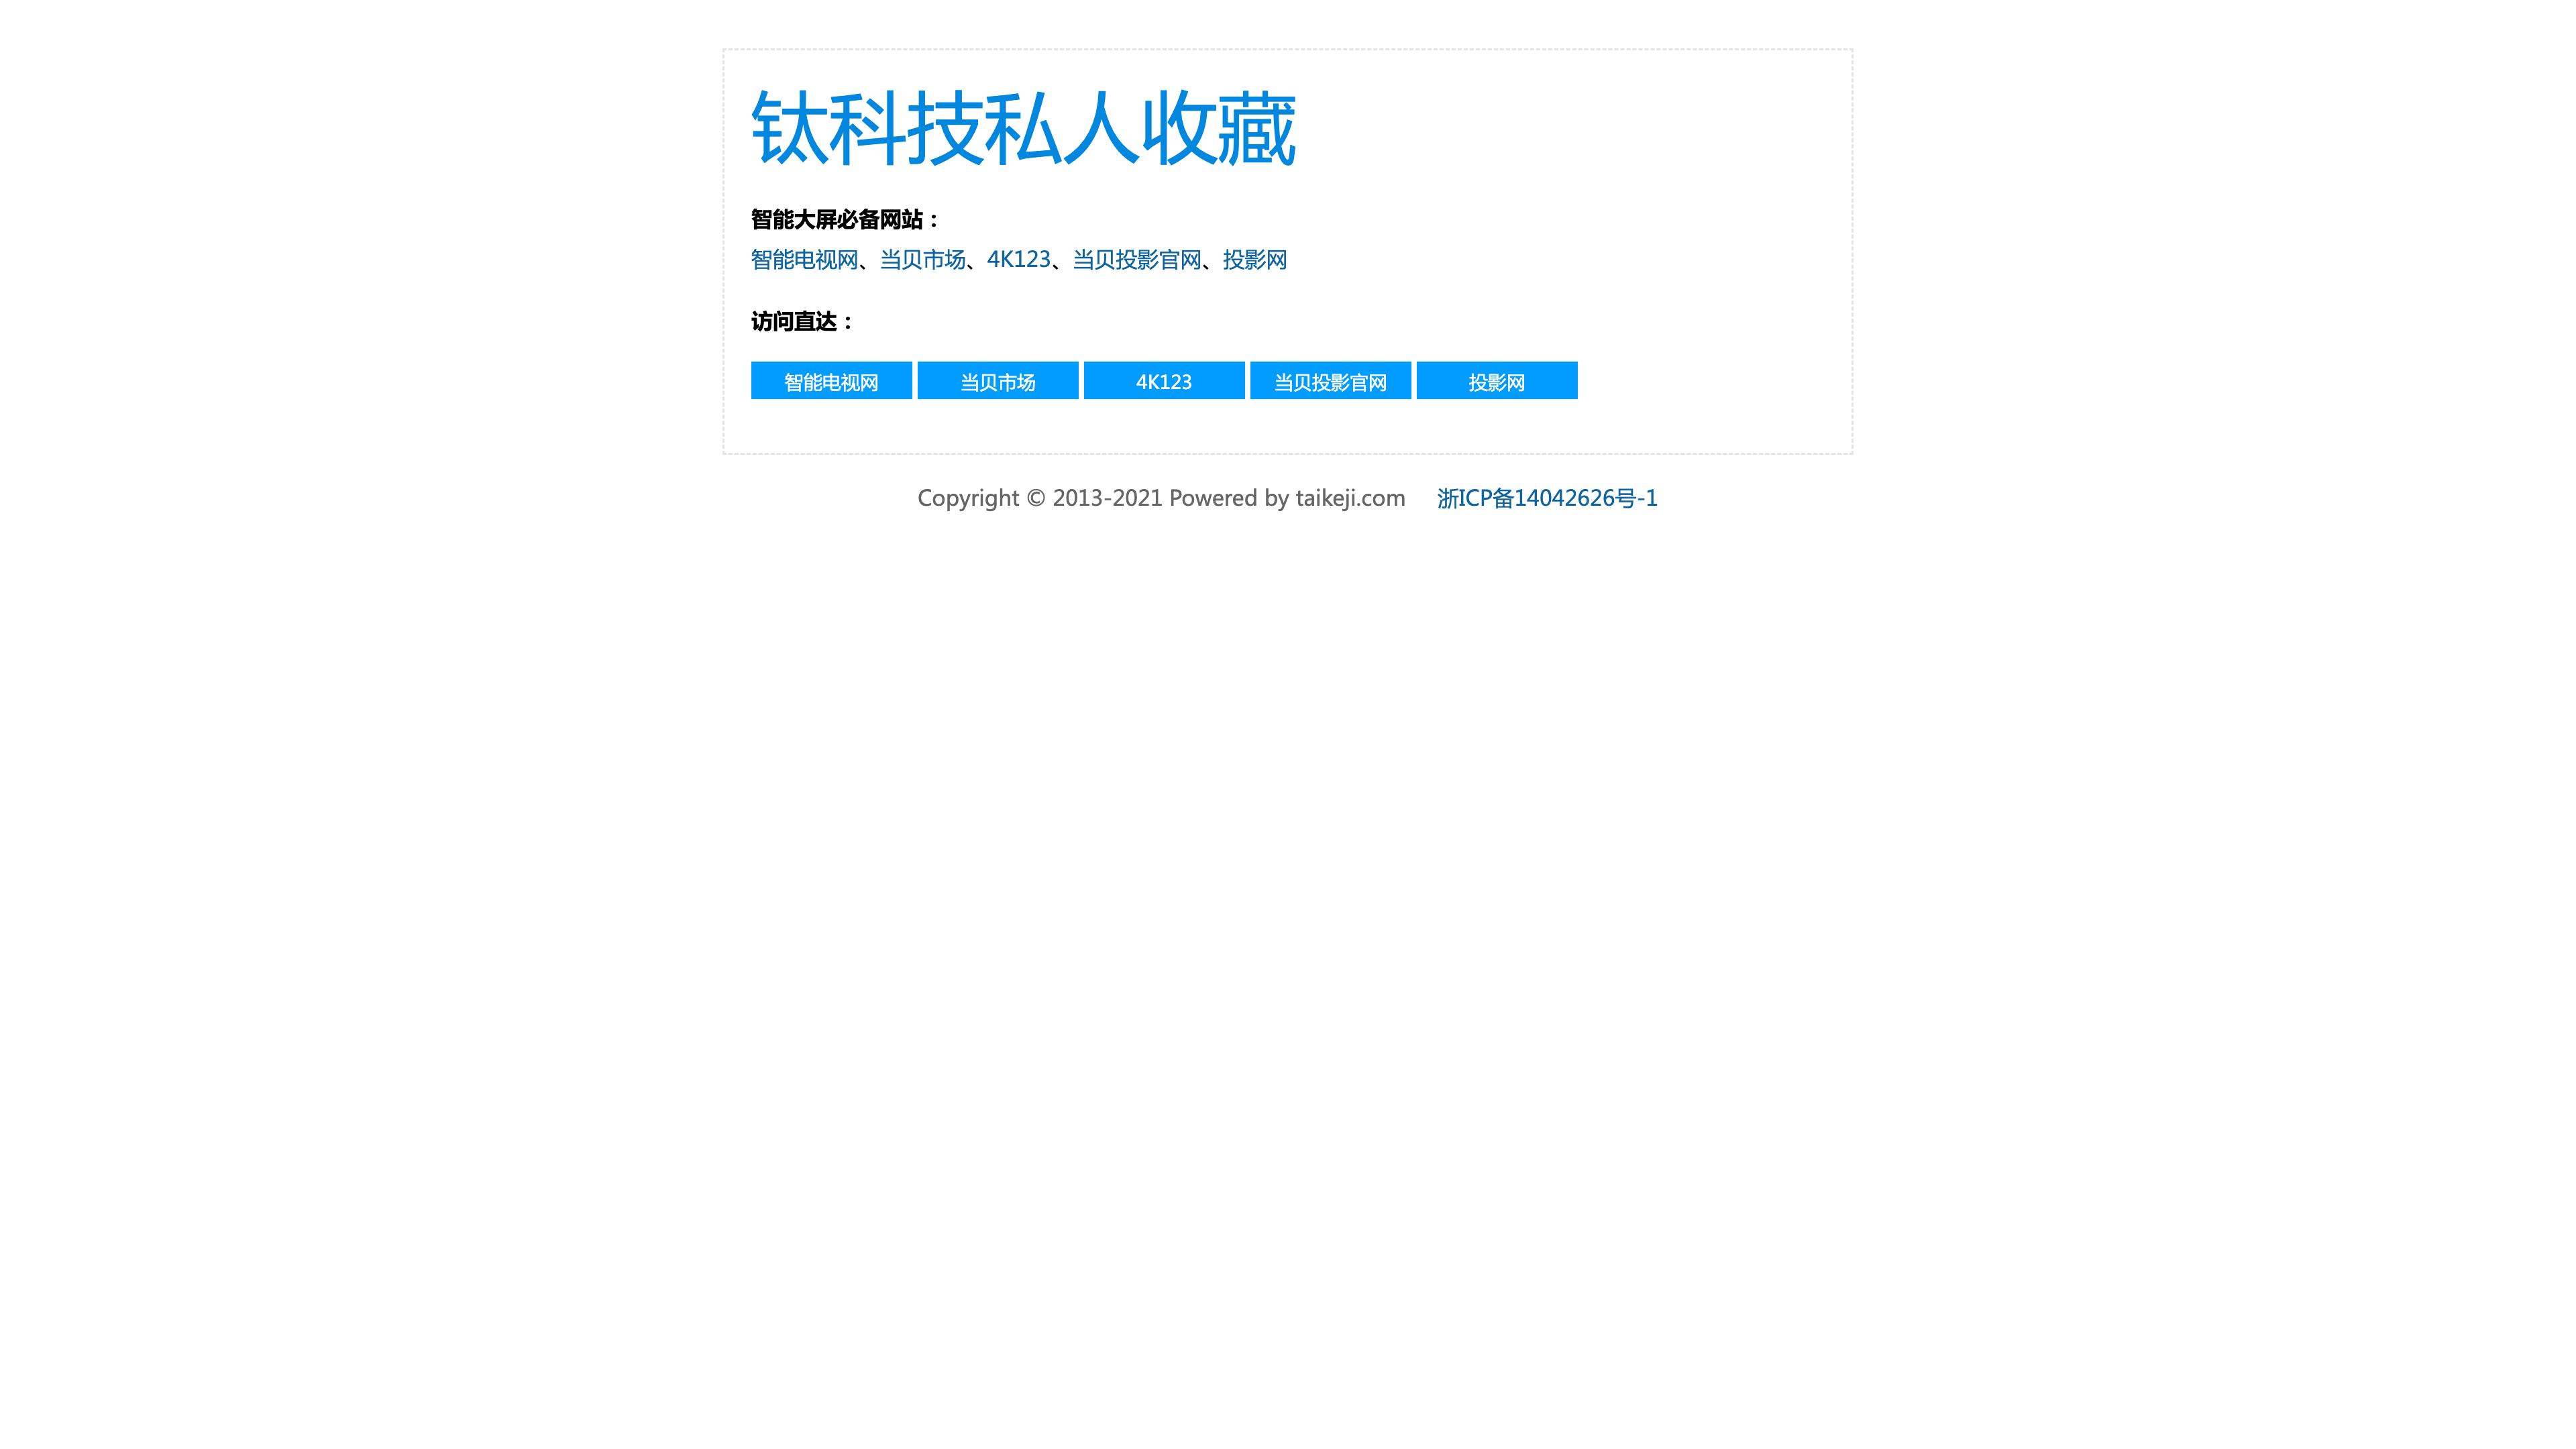 钛科技私人收藏
智能大屏必备网站：
智能电视网、当贝市场、4K123、当贝投影官网、投影网
访问直达：
智能电视网 当贝市场 4K123 当贝投影官网 投影网
Copyright © 2013-2021 Powered by taikeji.com 浙ICP备14042626号-1